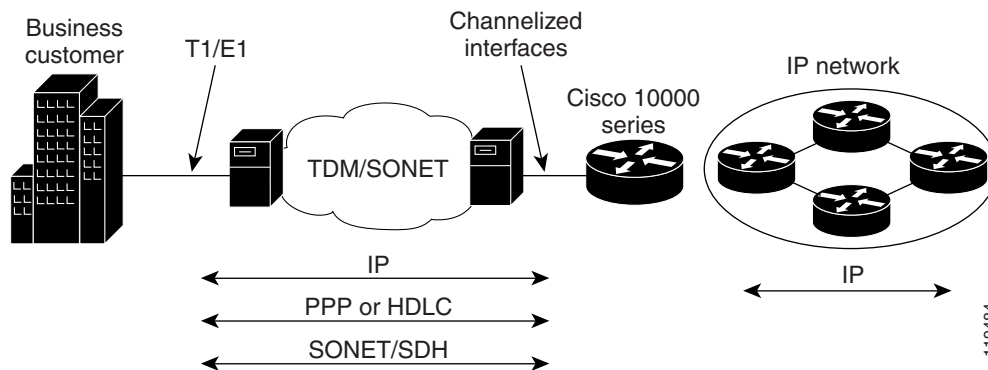 Business
customer
T1/E1
Channelized
interfaces
Cisco 10000
series
IP network
TDM/SONET
IP
PPP or HDLC
SONET/SDH
IP